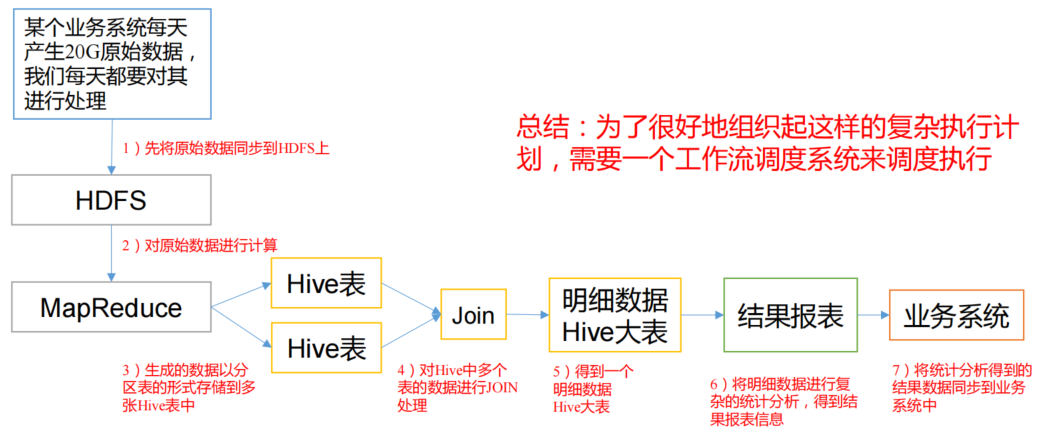 某个业务系统每天
产生20G原始数据，
我们每天都要对其
进行处理
总结：为了很好地组织起这样的复杂执行计
划，需要一个工作流调度系统来调度执行
1）先将原始数据同步到HDFS上
HDFS
2）对原始数据进行计算
MapReduce
Hive表
Hive表
Join
明细数据
Hive大表
结果报表
业务系统
3）生成的数据以分
区表的形式存储到多
张Hive表中
4）对Hive中多个
表的数据进行JOIN
处理
5）得到一个
明细数据
Hive大表
6）将明细数据进行复
杂的统计分析，得到结
果报表信息
7）将统计分析得到的
结果数据同步到业务
系统中